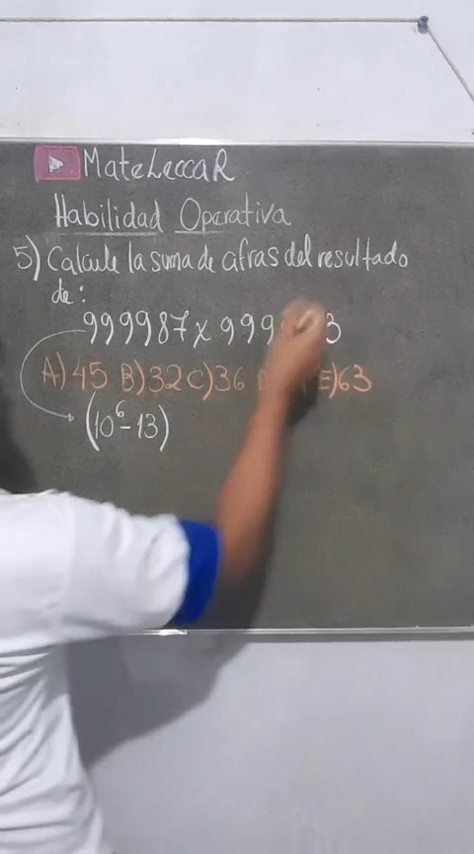 MateLeccaR
Habilidad Operativa
5) Calcule la suma de cifras del resultado
de:
999987 x 999 3
A) 45 B) 32 C) 36 E) 63
(10⁶ - 13)